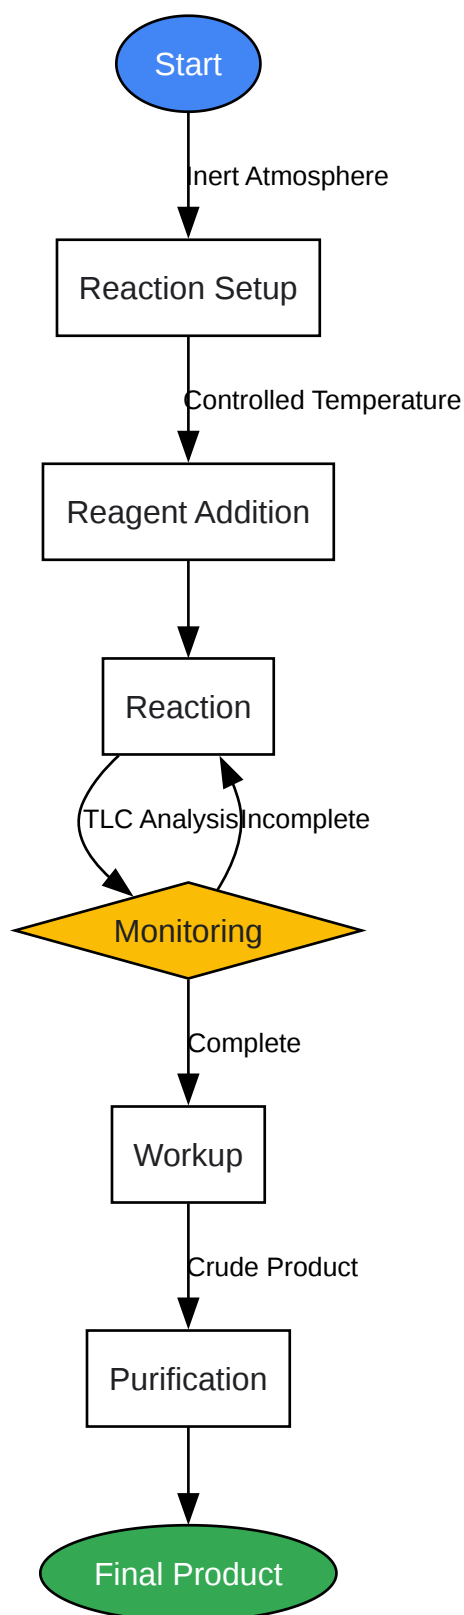 Start
Inert Atmosphere
Reaction Setup
Controlled Temperature
Reagent Addition
Reaction
TLC Analysis
Incomplete
Monitoring
Complete
Workup
Crude Product
Purification
Final Product